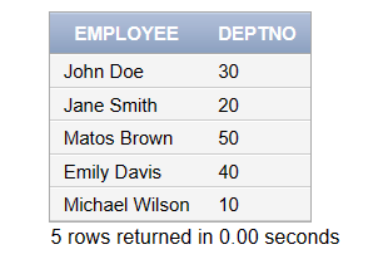 EMPLOYEE DEPTNO
John Doe 30
Jane Smith 20
Matos Brown 50
Emily Davis 40
Michael Wilson 10
5 rows returned in 0.00 seconds